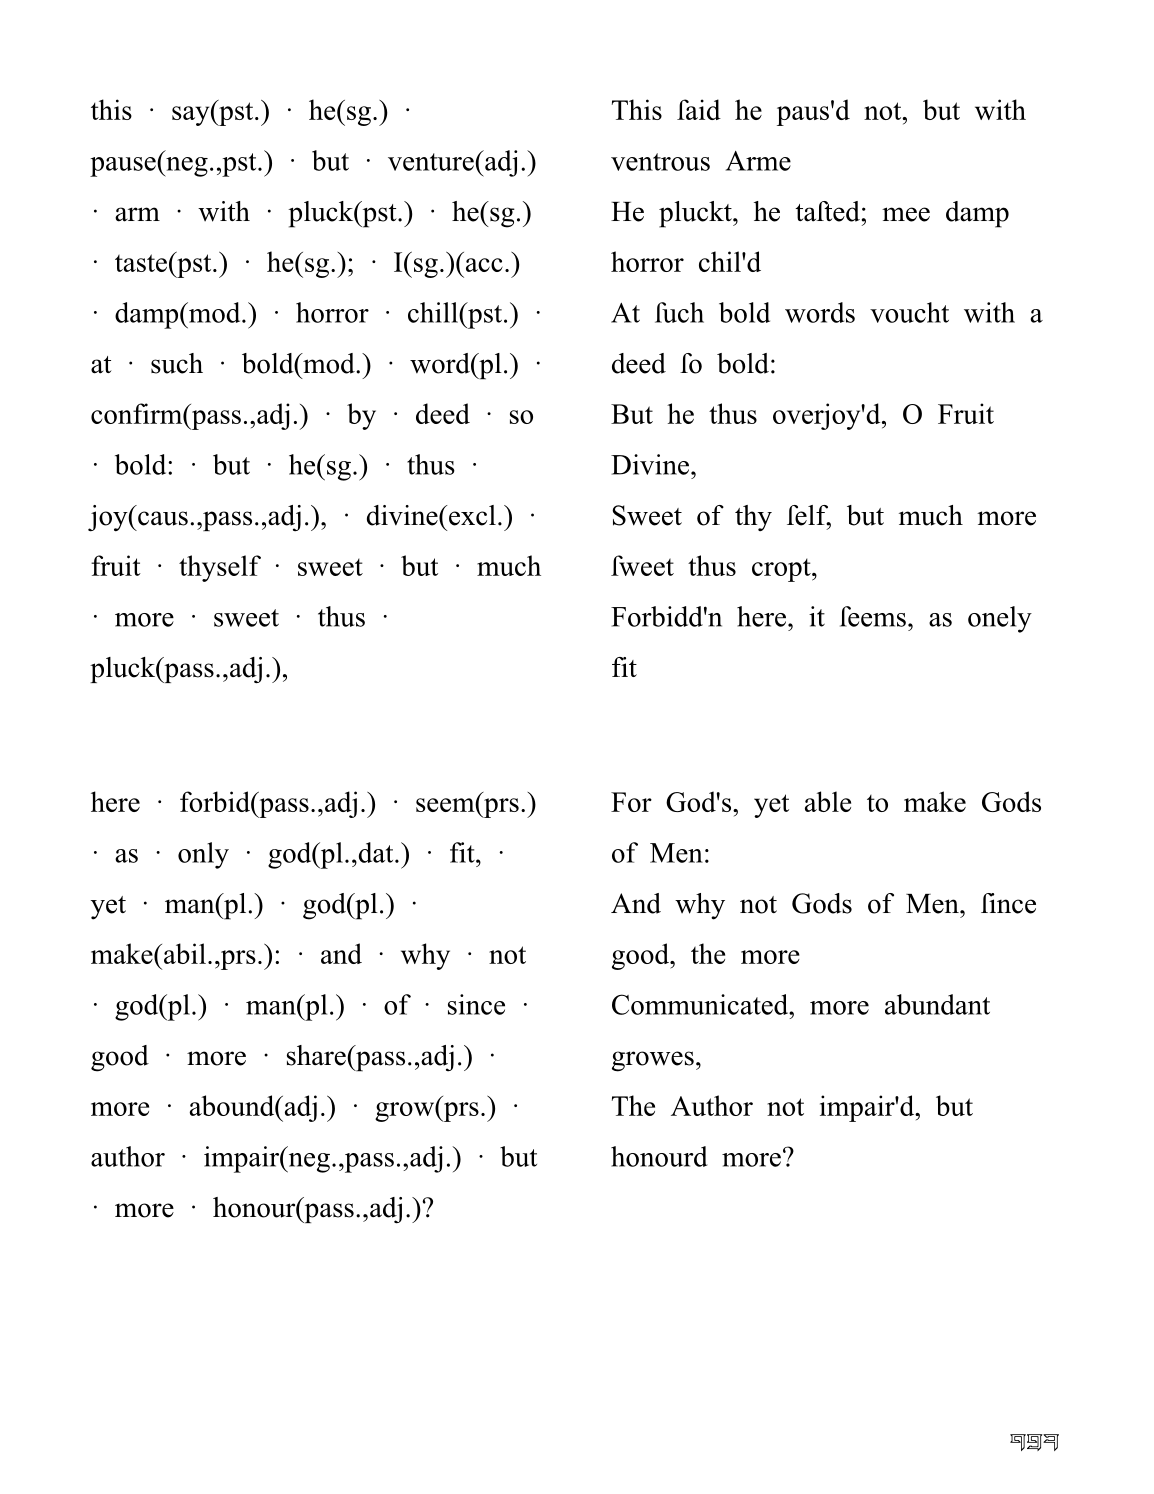 this · say(pst.) · he(sg.) ·
pause(neg.,pst.) · but · venture(adj.)
· arm · with · pluck(pst.) · he(sg.)
· taste(pst.) · he(sg.); · I(sg.)(acc.)
· damp(mod.) · horror · chill(pst.) ·
at · such · bold(mod.) · word(pl.) ·
confirm(pass.,adj.) · by · deed · so
· bold: · but · he(sg.) · thus ·
joy(caus.,pass.,adj.), · divine(excl.) ·
fruit · thyself · sweet · but · much
· more · sweet · thus ·
pluck(pass.,adj.),
This ſaid he paus'd not, but with
ventrous Arme
He pluckt, he taſted; mee damp
horror chil'd
At ſuch bold words voucht with a
deed ſo bold:
But he thus overjoy'd, O Fruit
Divine,
Sweet of thy ſelf, but much more
ſweet thus cropt,
Forbidd'n here, it ſeems, as onely
fit
here · forbid(pass.,adj.) · seem(prs.)
· as · only · god(pl.,dat.) · fit, ·
yet · man(pl.) · god(pl.) ·
make(abil.,prs.): · and · why · not
· god(pl.) · man(pl.) · of · since ·
good · more · share(pass.,adj.) ·
more · abound(adj.) · grow(prs.) ·
author · impair(neg.,pass.,adj.) · but
· more · honour(pass.,adj.)?
For God's, yet able to make Gods
of Men:
And why not Gods of Men, ſince
good, the more
Communicated, more abundant
growes,
The Author not impair'd, but
honourd more?